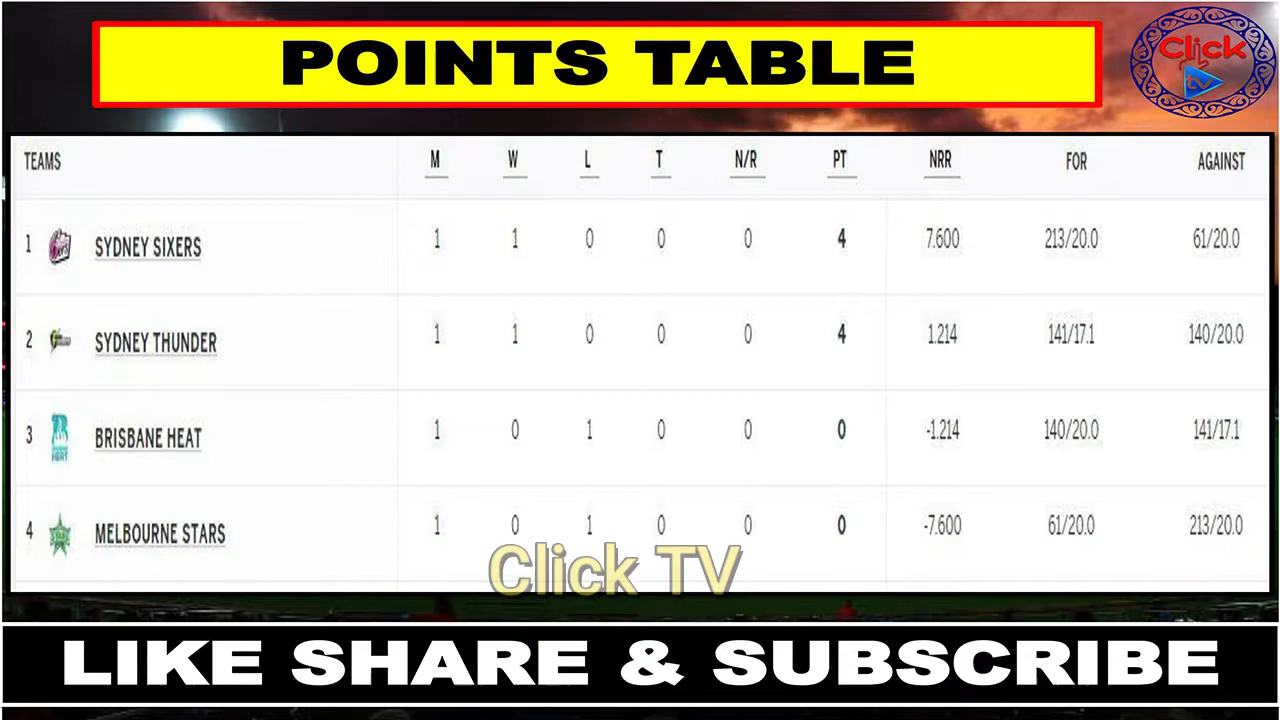 POINTS TABLE
Click
tv
TEAMS M W L T N/R PT NRR FOR AGAINST
1 SYDNEY SIXERS 1 1 0 0 0 4 7.600 213/20.0 61/20.0
2 SYDNEY THUNDER 1 1 0 0 0 4 1.214 141/17.1 140/20.0
3 BRISBANE HEAT 1 0 1 0 0 0 -1.214 140/20.0 141/17.1
4 MELBOURNE STARS 1 0 1 0 0 0 -7.600 61/20.0 213/20.0
Click TV
LIKE SHARE & SUBSCRIBE